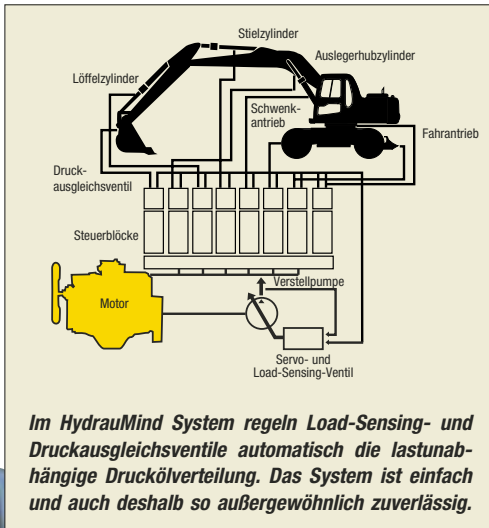 Stielzylinder
Löffelzylinder
Auslegerhubzylinder
Schwenk-
antrieb
Fahrantrieb
Druck-
ausgleichsventil
Steuerblöcke
Verstellpumpe
Motor
Servo- und
Load-Sensing-Ventil
Im HydrauMind System regeln Load-Sensing- und
Druckausgleichsventile automatisch die lastunab-
hängige Druckölverteilung. Das System ist einfach
und auch deshalb so außergewöhnlich zuverlässig.